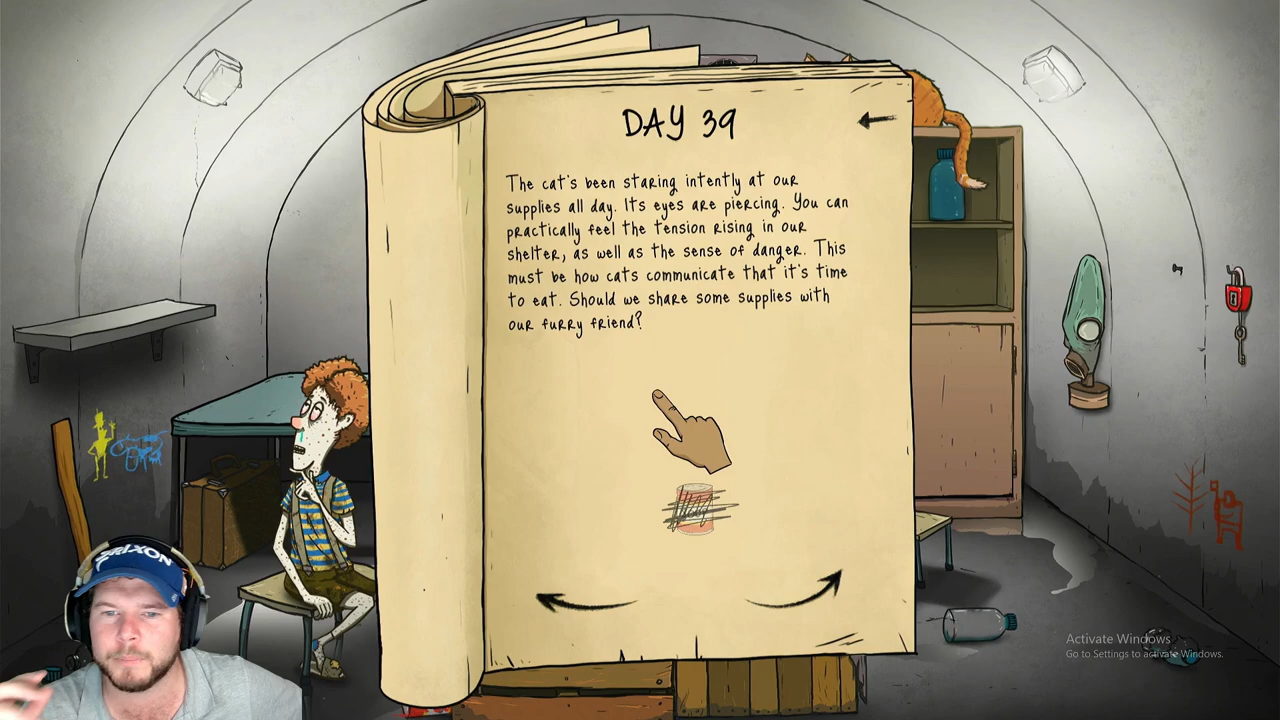 DAY 39
The cat's been staring intently at our
supplies all day. Its eyes are piercing. You can
practically feel the tension rising in our
shelter, as well as the sense of danger. This
must be how cats communicate that it's time
to eat. Should we share some supplies with
our furry friend?
SRIXON
Activate Windows
Go to Settings to activate Windows.